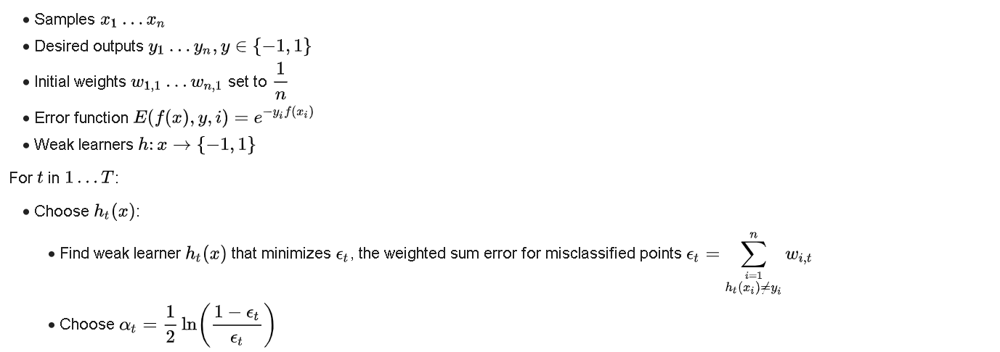 • Samples $x_1 \dots x_n$
• Desired outputs $y_1 \dots y_n, y \in \{-1, 1\}$
• Initial weights $w_{1,1} \dots w_{n,1}$ set to $\frac{1}{n}$
• Error function $E(f(x), y, i) = e^{-y_i f(x_i)}$
• Weak learners $h: x \rightarrow \{-1, 1\}$
For $t$ in $1 \dots T$:
• Choose $h_t(x)$:
• Find weak learner $h_t(x)$ that minimizes $\epsilon_t$, the weighted sum error for misclassified points $\epsilon_t = \sum_{\substack{i=1 \\ h_t(x_i) \neq y_i}}^{n} w_{i,t}$
• Choose $\alpha_t = \frac{1}{2} \ln\left(\frac{1 - \epsilon_t}{\epsilon_t}\right)$